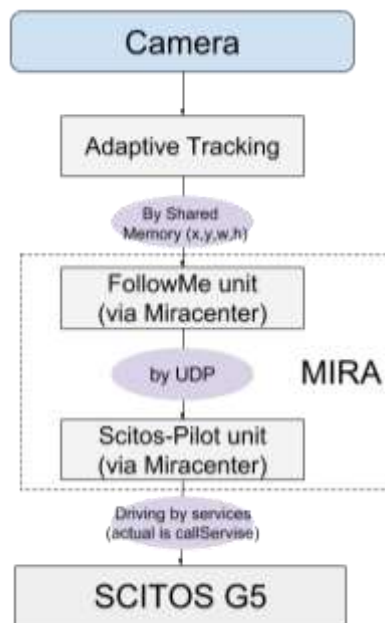 Camera
Adaptive Tracking
By Shared
Memory (x,y,w,h)
FollowMe unit
(via Miracenter)
by UDP
MIRA
Scitos-Pilot unit
(via Miracenter)
Driving by services
(actual is callServise)
SCITOS G5